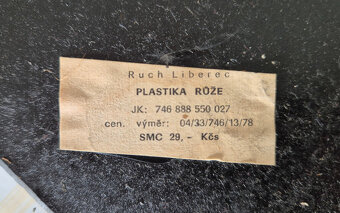 Ruch Liberec
PLASTIKA RŮŽE
JK: 746 888 550 027
cen. výměr: 04/33/746/13/78
SMC 29,- Kčs